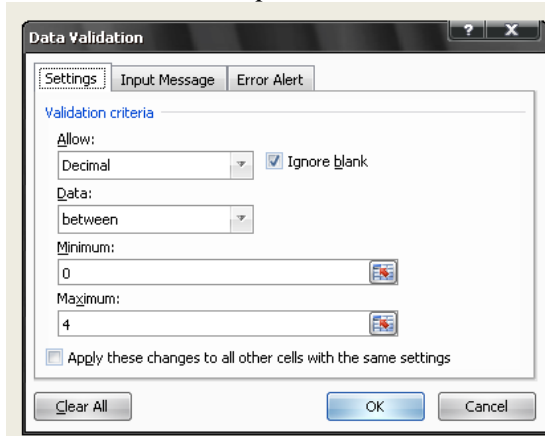 Data Validation
? X
Settings Input Message Error Alert
Validation criteria
Allow:
Decimal Ignore blank
Data:
between
Minimum:
0
Maximum:
4
Apply these changes to all other cells with the same settings
Clear All OK Cancel